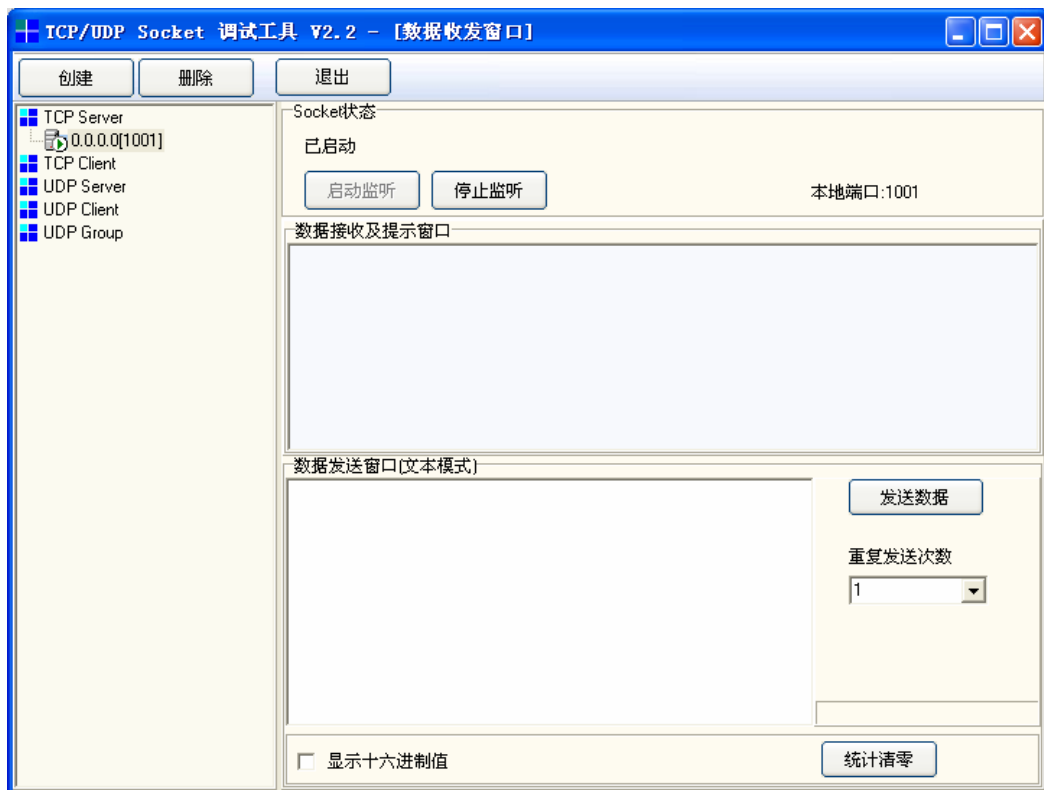 TCP/UDP Socket 调试工具 V2.2 - [数据收发窗口]
创建 删除 退出
TCP Server
0.0.0.0[1001]
TCP Client
UDP Server
UDP Client
UDP Group
Socket状态
已启动
启动监听 停止监听 本地端口:1001
数据接收及提示窗口
数据发送窗口(文本模式)
发送数据
重复发送次数
1
显示十六进制值 统计清零